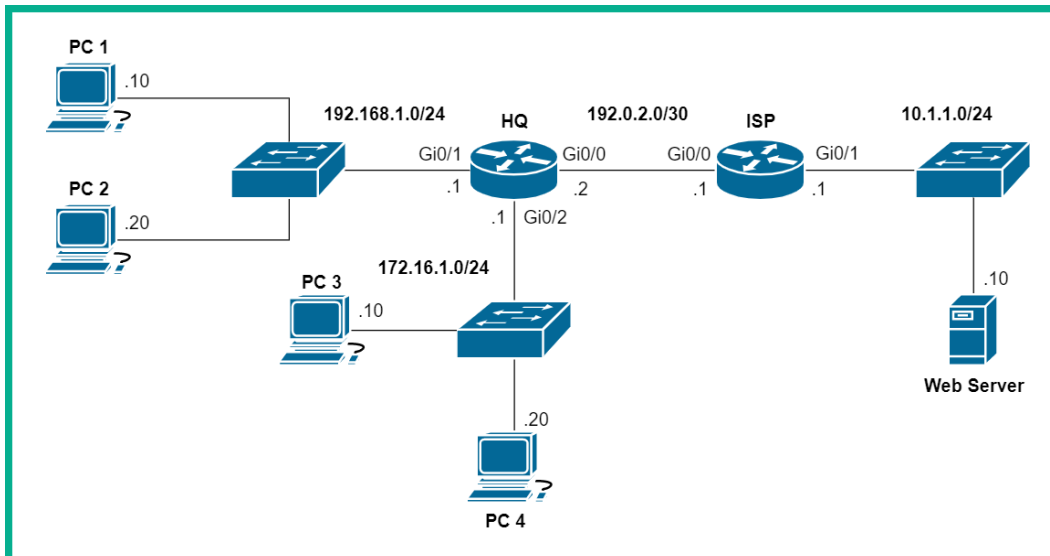 PC 1
.10
192.168.1.0/24
HQ
192.0.2.0/30
ISP
10.1.1.0/24
Gi0/1
Gi0/0
Gi0/0
Gi0/1
.1
.2
.1
.1
PC 2
.20
.1
Gi0/2
172.16.1.0/24
PC 3
.10
.10
Web Server
.20
PC 4